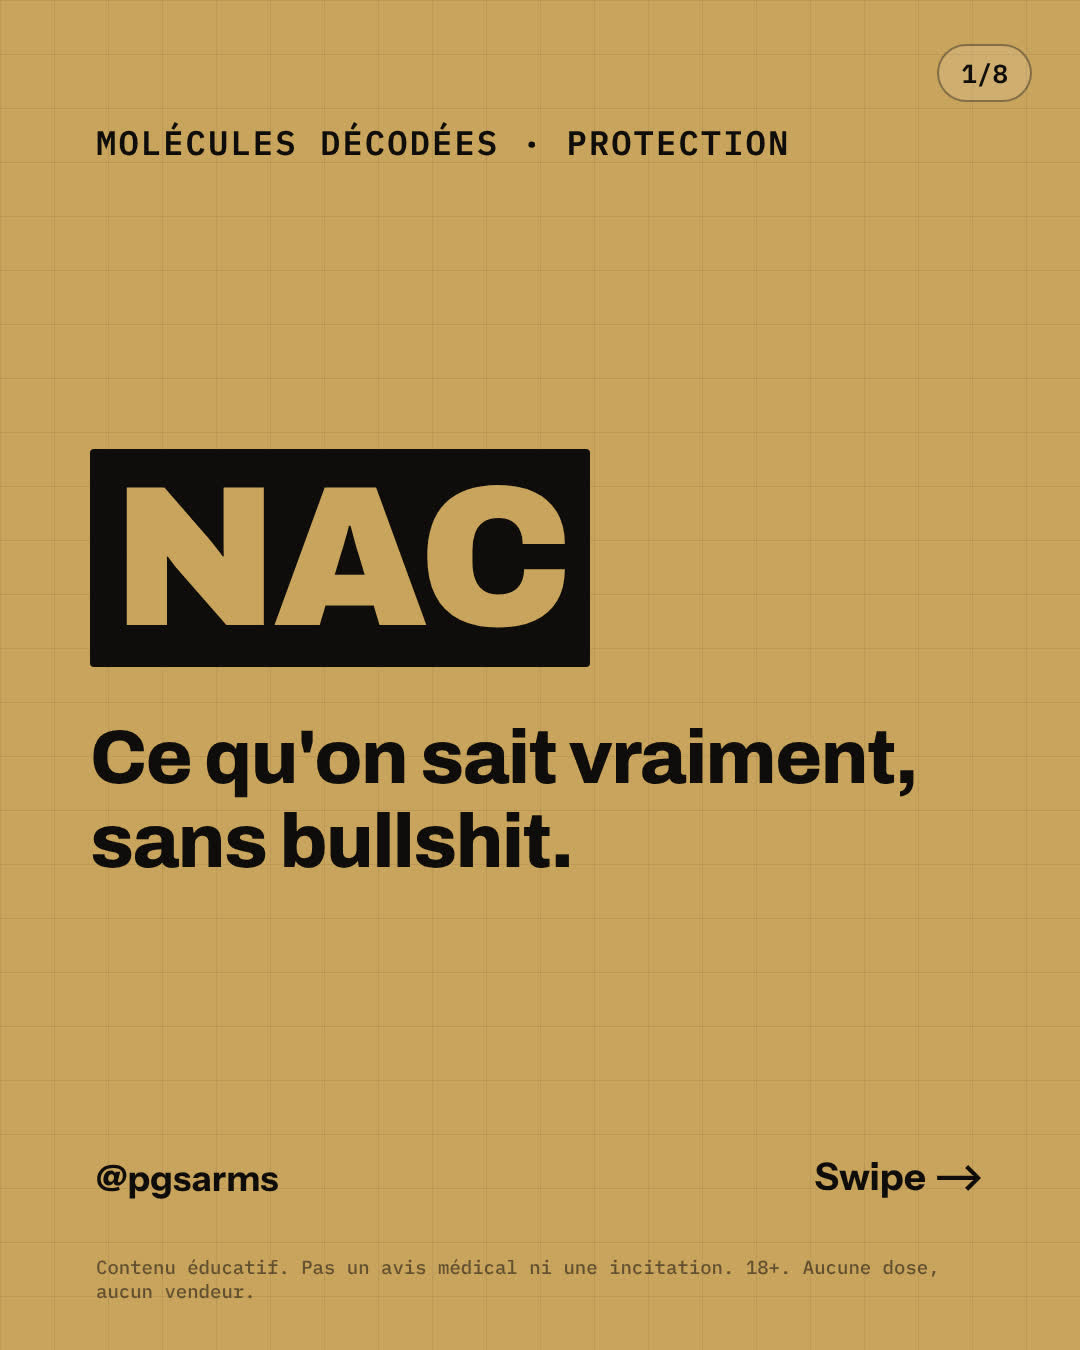 1/8
MOLÉCULES DÉCODÉES · PROTECTION
NAC
Ce qu'on sait vraiment,
sans bullshit.
@pgsarms
Swipe →
Contenu éducatif. Pas un avis médical ni une incitation. 18+. Aucune dose,
aucun vendeur.